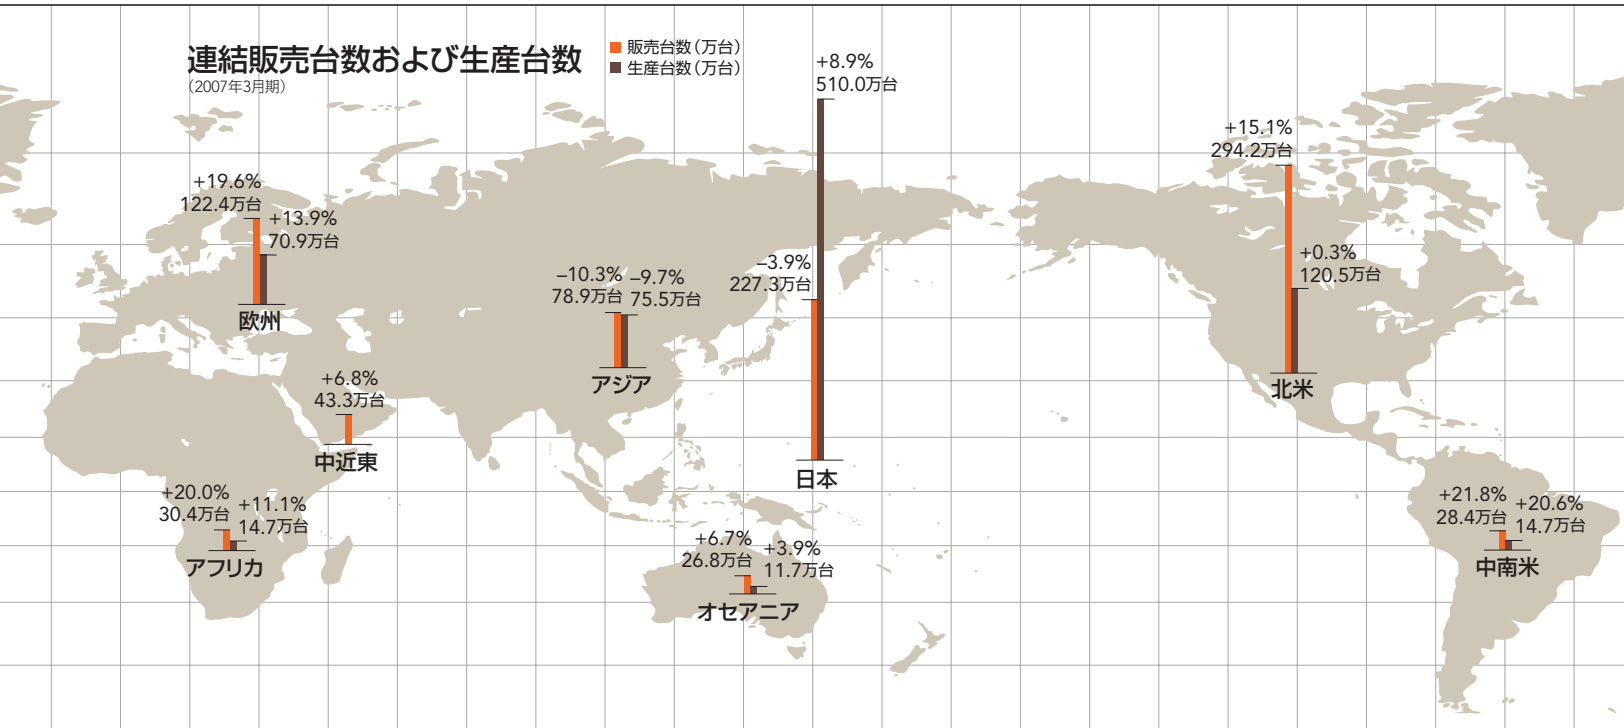 連結販売台数および生産台数
(2007年3月期)
販売台数(万台)
生産台数(万台)
+19.6%
122.4万台
+13.9%
70.9万台
欧州
+6.8%
43.3万台
中近東
+20.0%
30.4万台
+11.1%
14.7万台
アフリカ
–10.3%
78.9万台
–9.7%
75.5万台
アジア
+8.9%
510.0万台
–3.9%
227.3万台
日本
+6.7%
26.8万台
+3.9%
11.7万台
オセアニア
+15.1%
294.2万台
+0.3%
120.5万台
北米
+21.8%
28.4万台
+20.6%
14.7万台
中南米